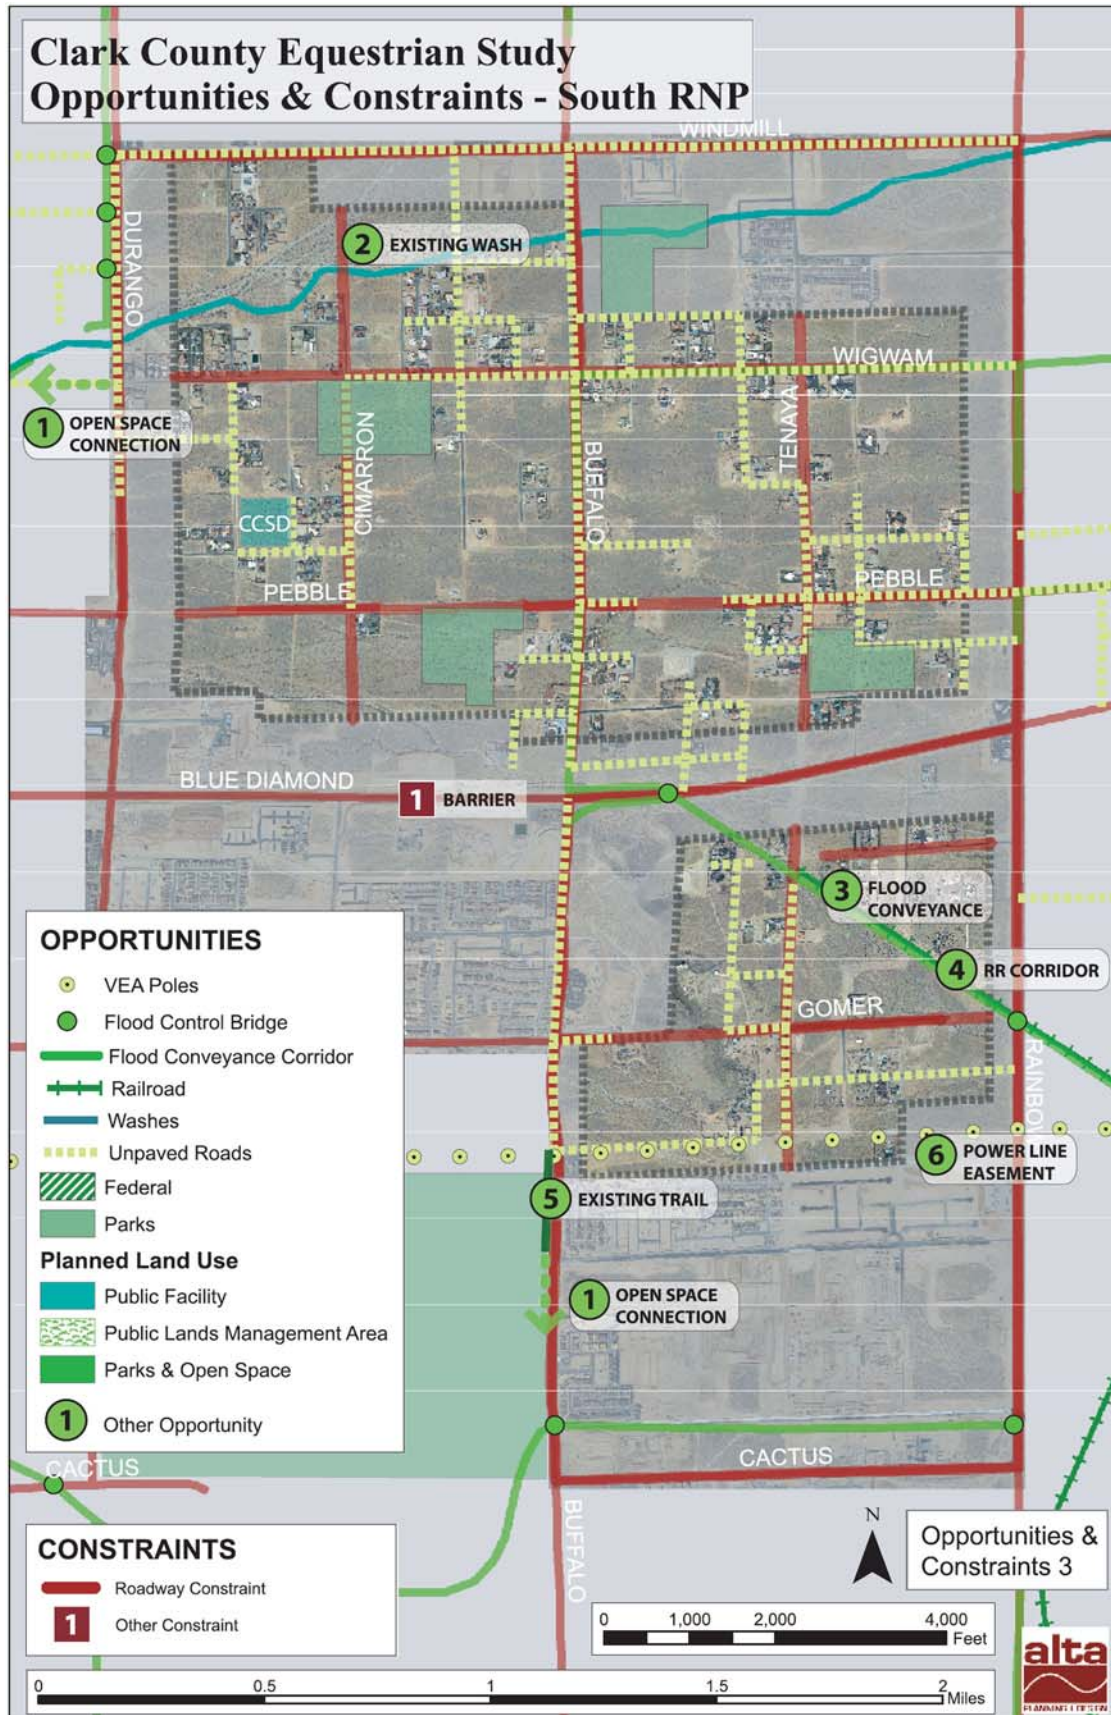 Clark County Equestrian Study
Opportunities & Constraints - South RNP
WINDMILL
DURANGO
2 EXISTING WASH
WIGWAM
1 OPEN SPACE
CONNECTION
CIMARRON
BUFFALO
TENAYA
CCSD
PEBBLE
PEBBLE
BLUE DIAMOND
1 BARRIER
3 FLOOD
CONVEYANCE
4 RR CORRIDOR
GOMER
RAINBOW
6 POWER LINE
EASEMENT
5 EXISTING TRAIL
1 OPEN SPACE
CONNECTION
CACTUS
CACTUS
BUFFALO
OPPORTUNITIES
VEA Poles
Flood Control Bridge
Flood Conveyance Corridor
Railroad
Washes
Unpaved Roads
Federal
Parks
Planned Land Use
Public Facility
Public Lands Management Area
Parks & Open Space
1 Other Opportunity
CONSTRAINTS
Roadway Constraint
1 Other Constraint
N
Opportunities &
Constraints 3
0 1,000 2,000 4,000
Feet
0 0.5 1 1.5 2
Miles
alta
PLANNING + DESIGN